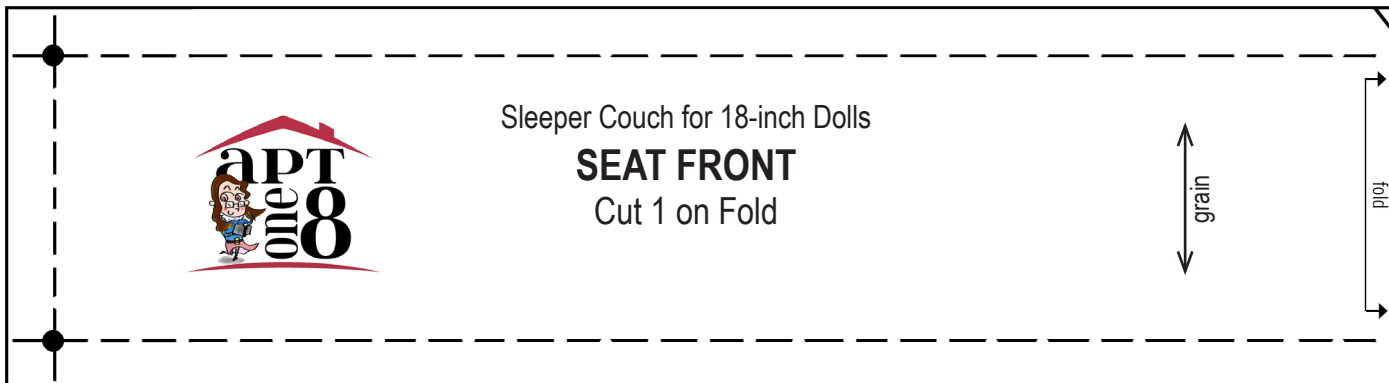 Sleeper Couch for 18-inch Dolls
SEAT FRONT
Cut 1 on Fold
aPT
one
8
grain
fold